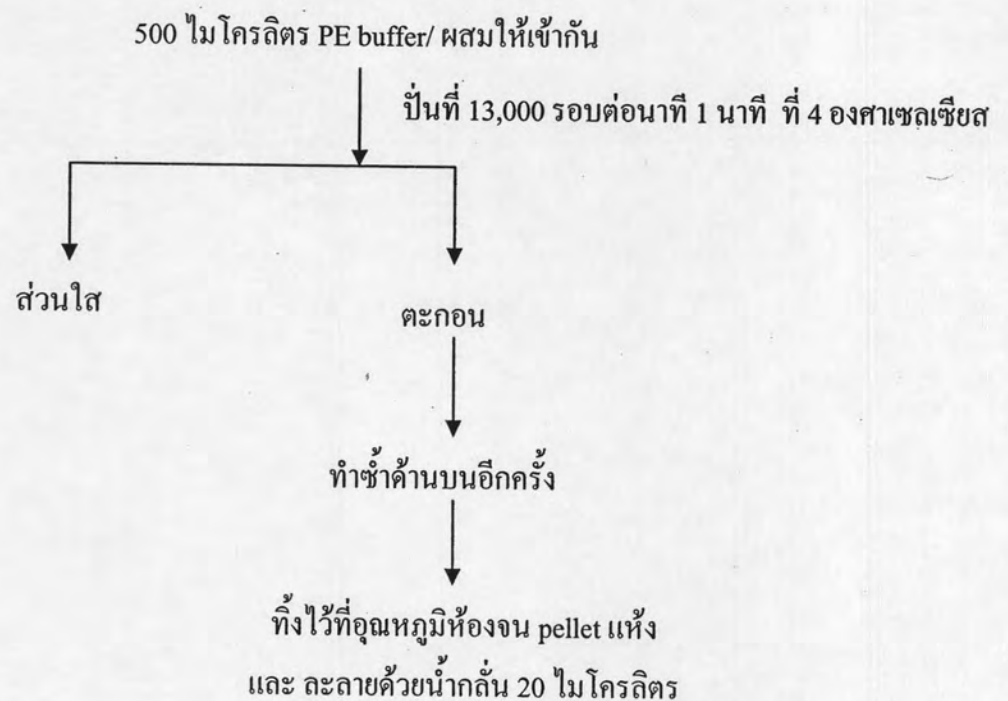 500 ไมโครลิตร PE buffer/ ผสมให้เข้ากัน
ปั่นที่ 13,000 รอบต่อนาที 1 นาที ที่ 4 องศาเซลเซียส
ส่วนใส
ตะกอน
ทำซ้ำด้านบนอีกครั้ง
ทิ้งไว้ที่อุณหภูมิห้องจน pellet แห้ง
และ ละลายด้วยน้ำกลั่น 20 ไมโครลิตร